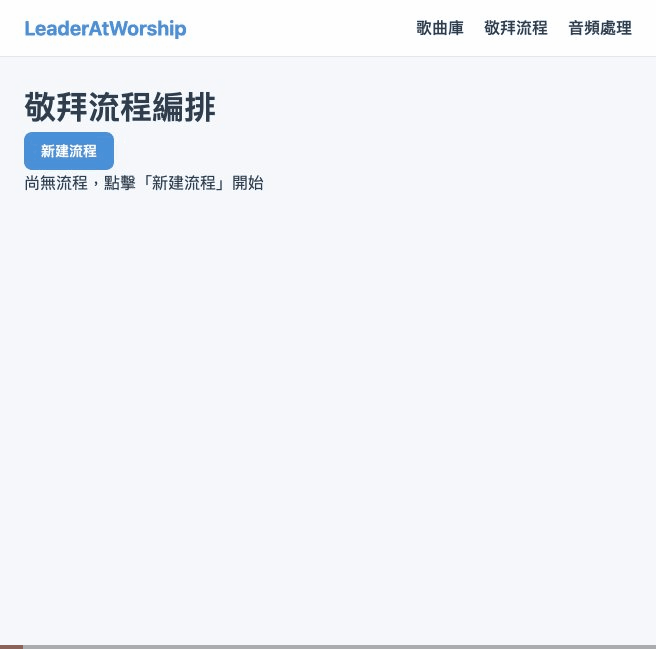 LeaderAtWorship
歌曲庫 敬拜流程 音頻處理
敬拜流程編排
新建流程
尚無流程，點擊「新建流程」開始